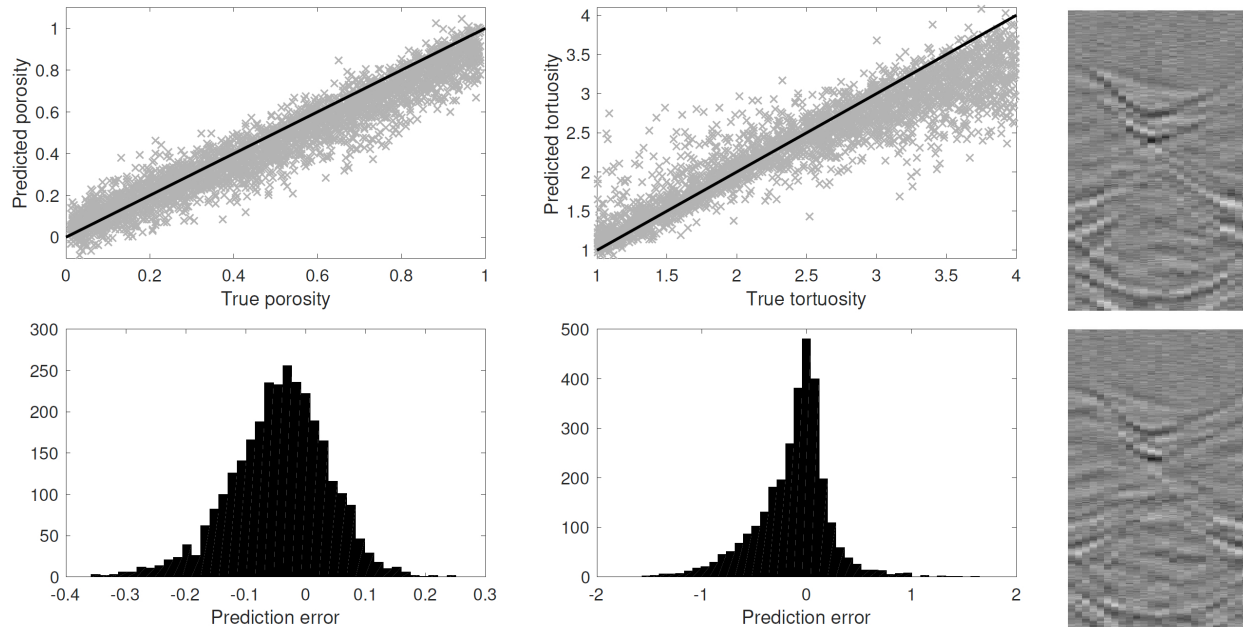 Predicted porosity
1
0.8
0.6
0.4
0.2
0
0 0.2 0.4 0.6 0.8 1
True porosity
Predicted tortuosity
4
3.5
3
2.5
2
1.5
1
1 1.5 2 2.5 3 3.5 4
True tortuosity
300
250
200
150
100
50
0
-0.4 -0.3 -0.2 -0.1 0 0.1 0.2 0.3
Prediction error
500
400
300
200
100
0
-2 -1 0 1 2
Prediction error